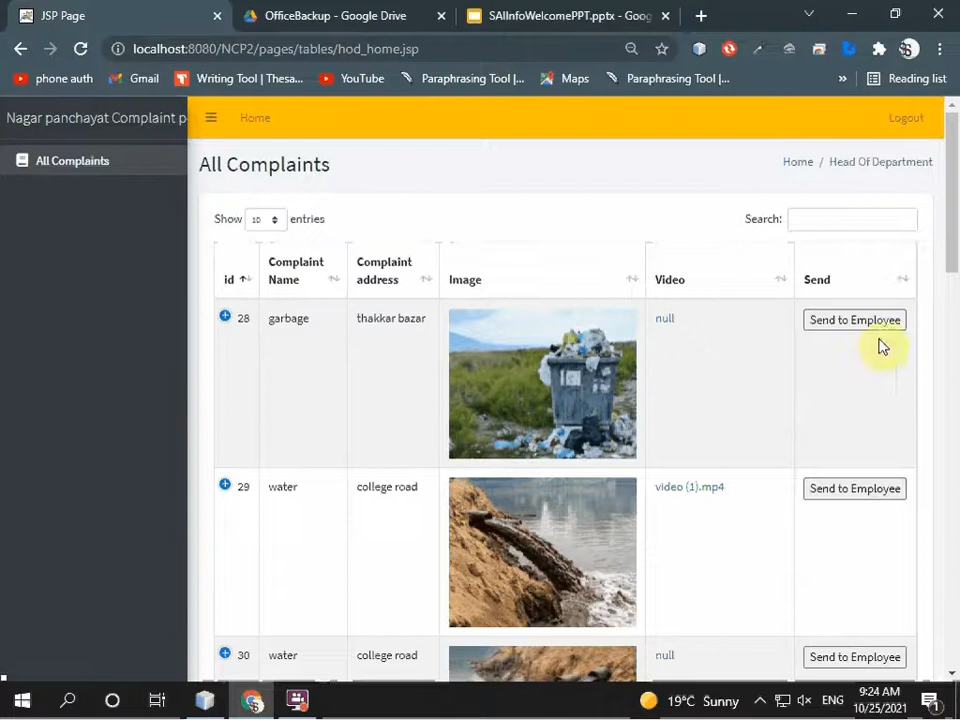 JSP Page
OfficeBackup - Google Drive
SAIInfoWelcomePPT.pptx - Goog
localhost:8080/NCP2/pages/tables/hod_home.jsp
phone auth
Gmail
Writing Tool | Thesa...
YouTube
Paraphrasing Tool |...
Maps
Paraphrasing Tool |...
»
Reading list
Nagar panchayat Complaint p
Home
Logout
All Complaints
All Complaints
Home / Head Of Department
Show 10 entries
Search:
id
Complaint Name
Complaint address
Image
Video
Send
28 garbage thakkar bazar null Send to Employee
29 water college road video (1).mp4 Send to Employee
30 water college road null Send to Employee
19°C Sunny
ENG
9:24 AM
10/25/2021
1